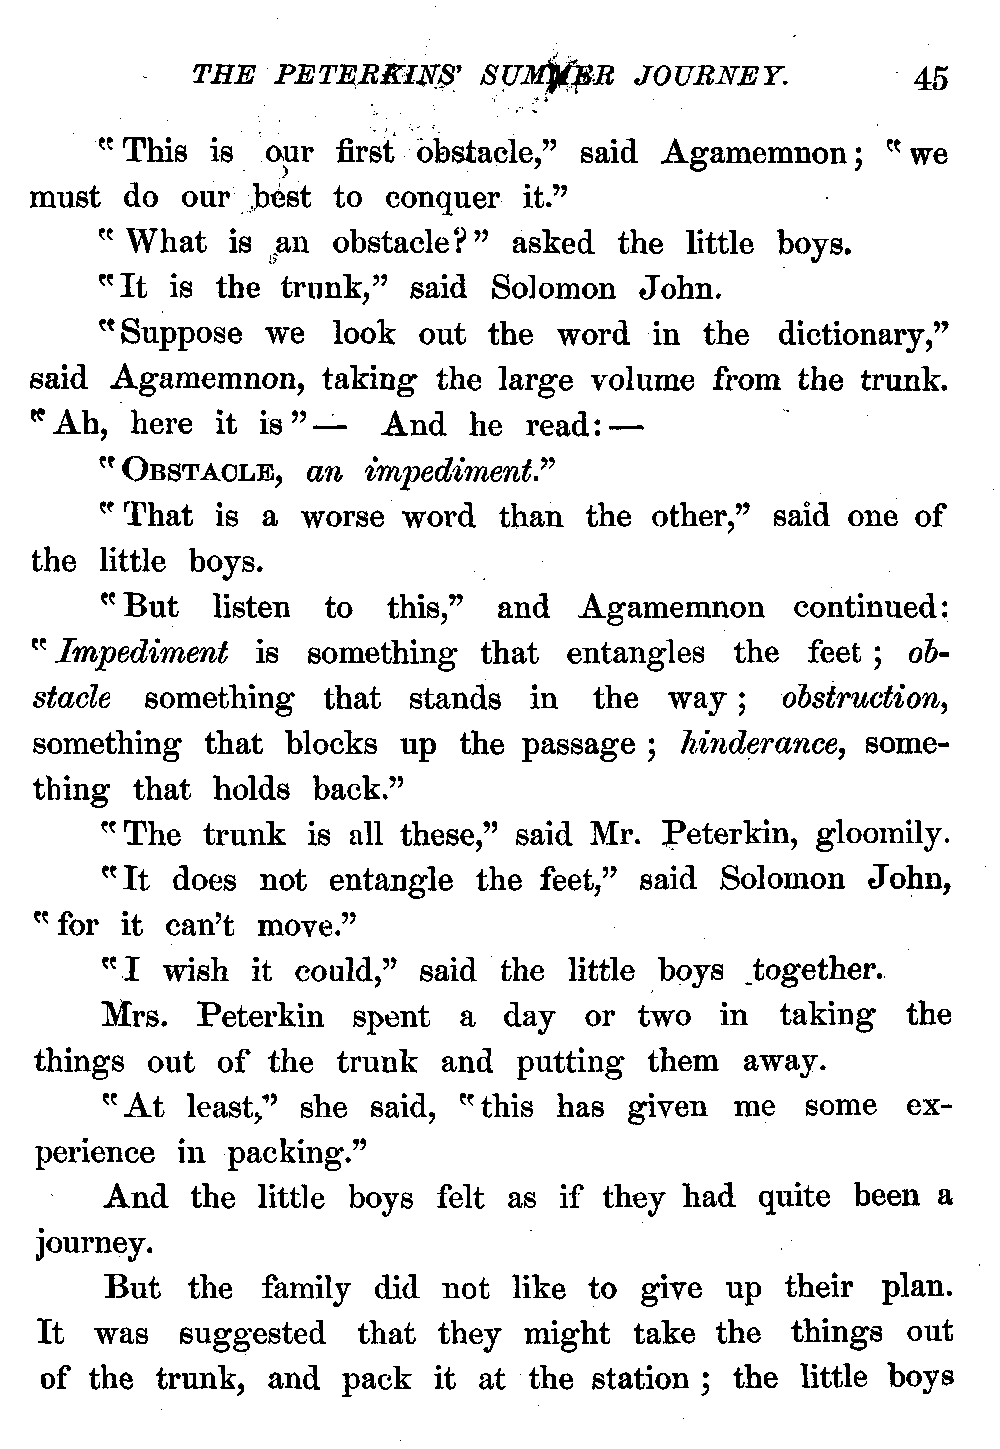 THE PETERKINS' SUMMER JOURNEY. 45
"This is our first obstacle," said Agamemnon; "we
must do our best to conquer it."
"What is an obstacle?" asked the little boys.
"It is the trunk," said Solomon John.
"Suppose we look out the word in the dictionary,"
said Agamemnon, taking the large volume from the trunk.
"Ah, here it is"— And he read:—
"OBSTACLE, an impediment."
"That is a worse word than the other," said one of
the little boys.
"But listen to this," and Agamemnon continued:
"Impediment is something that entangles the feet; ob-
stacle something that stands in the way; obstruction,
something that blocks up the passage; hinderance, some-
thing that holds back."
"The trunk is all these," said Mr. Peterkin, gloomily.
"It does not entangle the feet," said Solomon John,
"for it can't move."
"I wish it could," said the little boys together.
Mrs. Peterkin spent a day or two in taking the
things out of the trunk and putting them away.
"At least," she said, "this has given me some ex-
perience in packing."
And the little boys felt as if they had quite been a
journey.
But the family did not like to give up their plan.
It was suggested that they might take the things out
of the trunk, and pack it at the station; the little boys